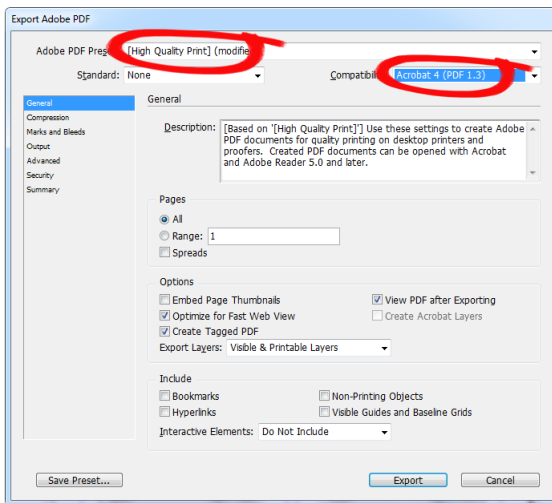 Export Adobe PDF
Adobe PDF Pre [High Quality Print] (modifie
Standard: None Compatibili Acrobat 4 (PDF 1.3)
General
Compression
Marks and Bleeds
Output
Advanced
Security
Summary
General
Description: [Based on '[High Quality Print]'] Use these settings to create Adobe
PDF documents for quality printing on desktop printers and
proofers. Created PDF documents can be opened with Acrobat
and Adobe Reader 5.0 and later.
Pages
All
Range: 1
Spreads
Options
Embed Page Thumbnails View PDF after Exporting
Optimize for Fast Web View Create Acrobat Layers
Create Tagged PDF
Export Layers: Visible & Printable Layers
Include
Bookmarks Non-Printing Objects
Hyperlinks Visible Guides and Baseline Grids
Interactive Elements: Do Not Include
Save Preset... Export Cancel